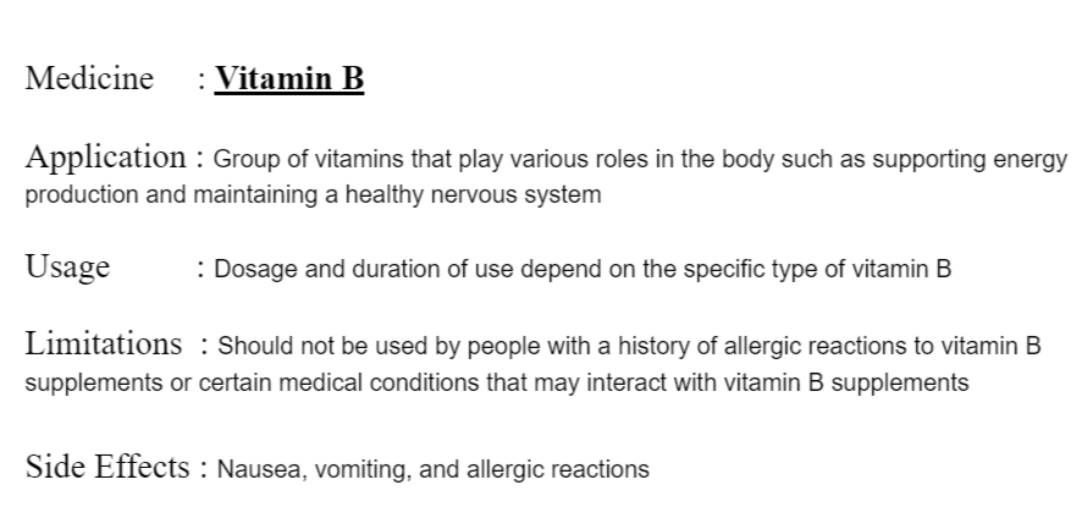 Medicine : Vitamin B
Application : Group of vitamins that play various roles in the body such as supporting energy
production and maintaining a healthy nervous system
Usage : Dosage and duration of use depend on the specific type of vitamin B
Limitations : Should not be used by people with a history of allergic reactions to vitamin B
supplements or certain medical conditions that may interact with vitamin B supplements
Side Effects : Nausea, vomiting, and allergic reactions